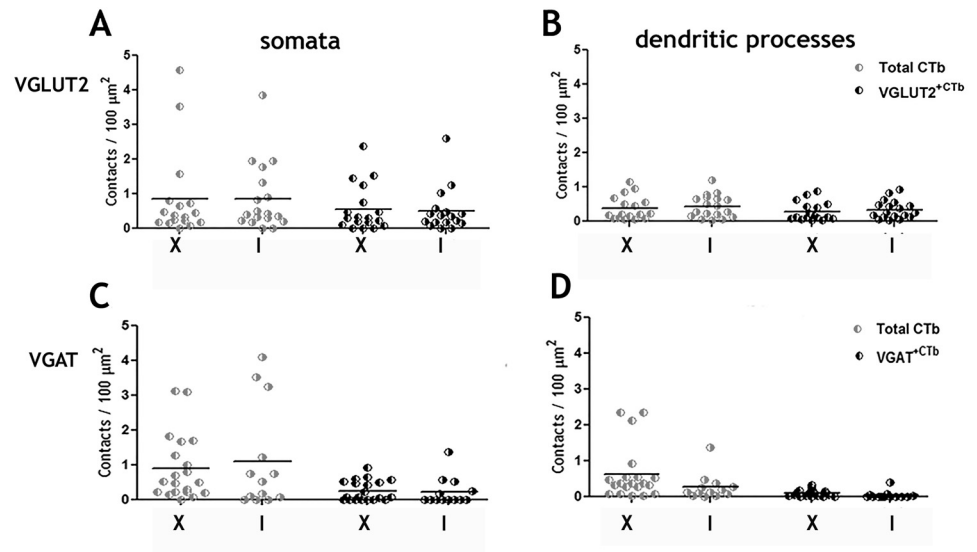 A
B
somata
dendritic processes
VGLUT2
Contacts / 100 µm2
5
4
3
2
1
0
X
I
X
I
Contacts / 100 µm2
5
4
3
2
1
0
X
I
X
I
Total CTb
VGLUT2+CTb
C
D
VGAT
Contacts / 100 µm2
5
4
3
2
1
0
X
I
X
I
Contacts / 100 µm2
5
4
3
2
1
0
X
I
X
I
Total CTb
VGAT+CTb